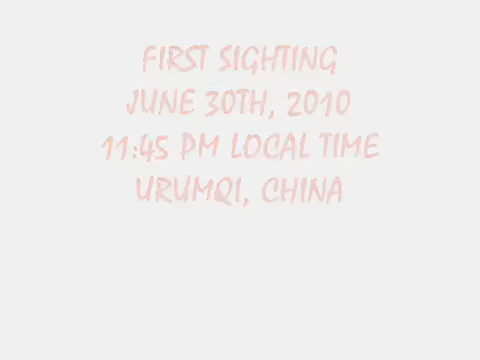 FIRST SIGHTING
JUNE 30TH, 2010
11:45 PM LOCAL TIME
URUMQI, CHINA